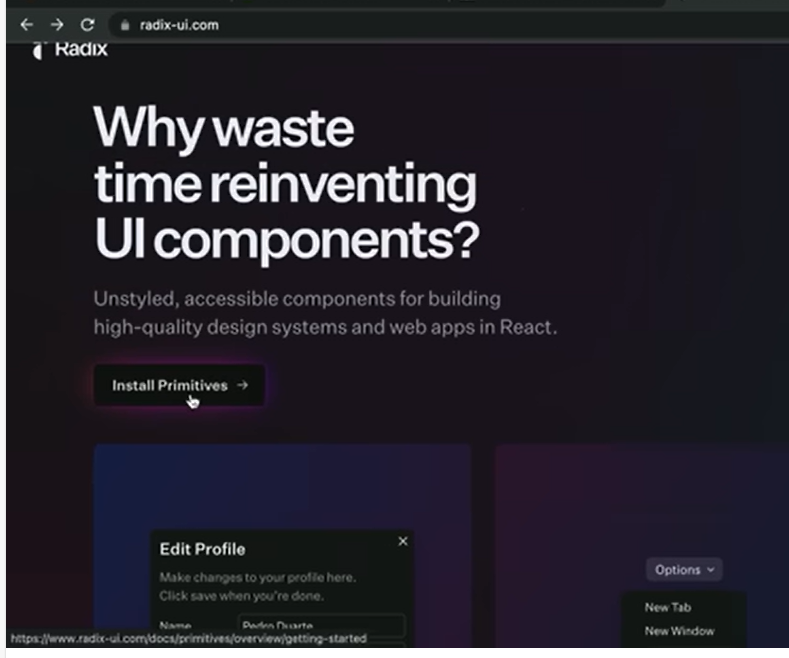 radix-ui.com
Radix
Why waste
time reinventing
UI components?
Unstyled, accessible components for building
high-quality design systems and web apps in React.
Install Primitives →
Edit Profile
Make changes to your profile here.
Click save when you're done.
Name Pedro Duarte
Options
New Tab
New Window
https://www.radix-ui.com/docs/primitives/overview/getting-started